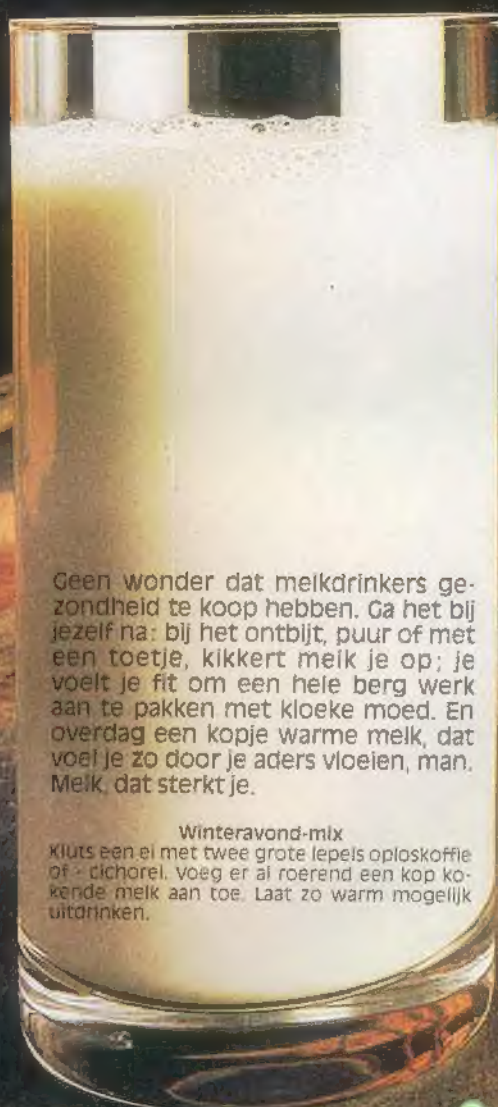 Geen wonder dat melkdrinkers ge-
zondheid te koop hebben. Ga het bij
jezelf na: bij het ontbijt, puur of met
een toetje, kikkert melk je op; je
voelt je fit om een hele berg werk
aan te pakken met kloeke moed. En
overdag een kopje warme melk, dat
voel je zo door je aders vloeien, man.
Melk, dat sterkt je.
Winteravond-mix
Kluts een ei met twee grote lepels oploskoffie
of - cichorei, voeg er al roerend een kop ko-
kende melk aan toe. Laat zo warm mogelijk
uitdrinken.